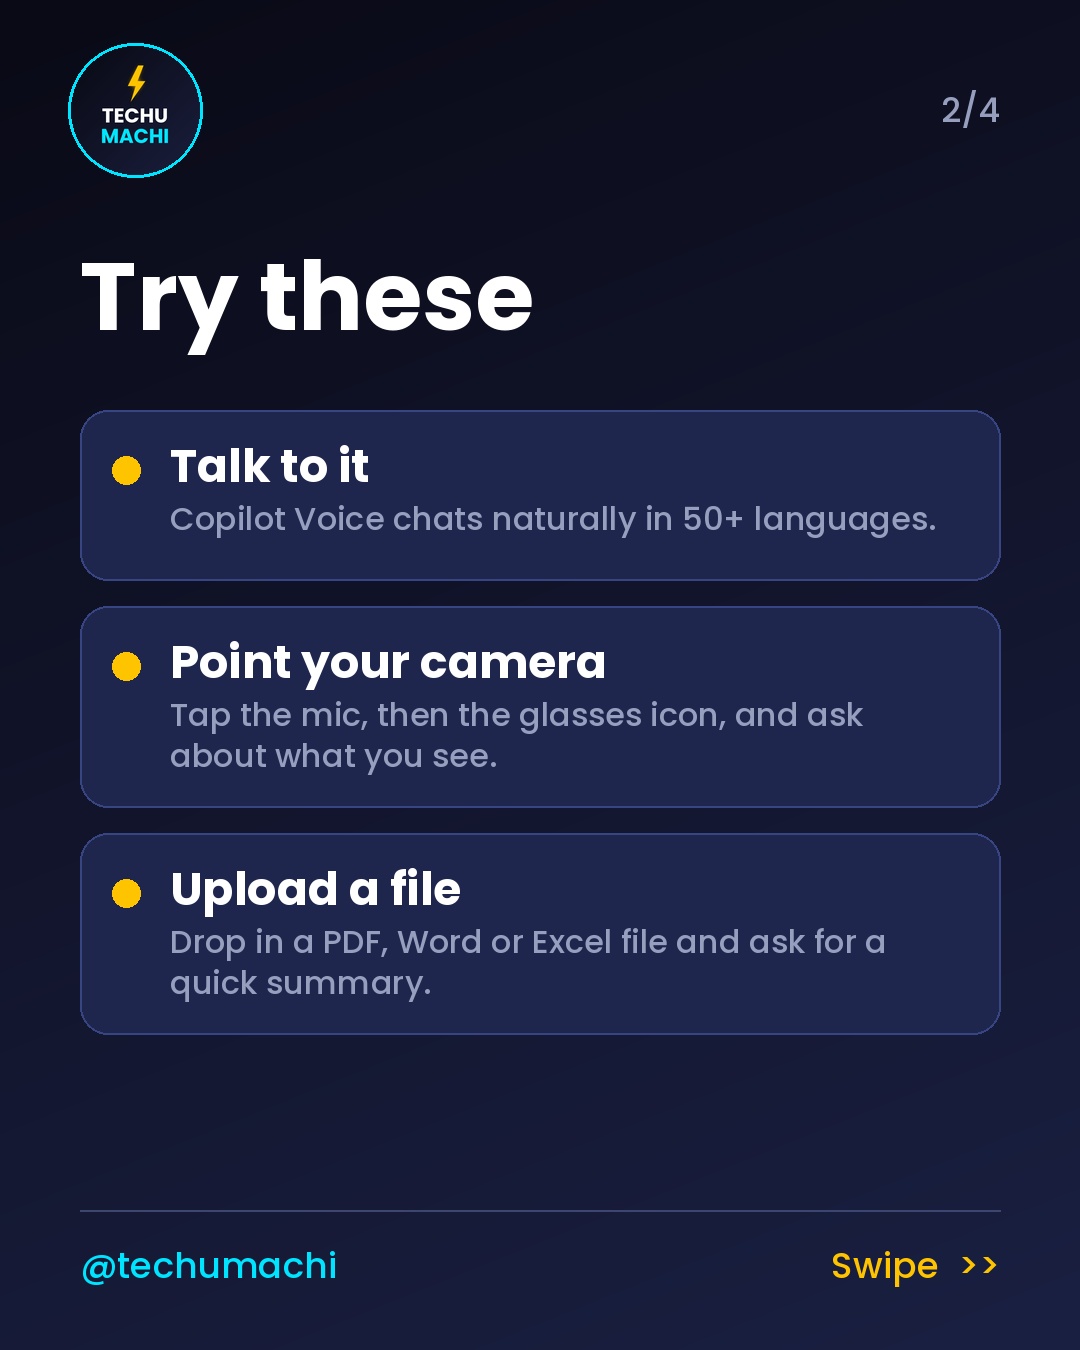 TECHU
MACHI
2/4
Try these
Talk to it
Copilot Voice chats naturally in 50+ languages.
Point your camera
Tap the mic, then the glasses icon, and ask
about what you see.
Upload a file
Drop in a PDF, Word or Excel file and ask for a
quick summary.
@techumachi
Swipe >>